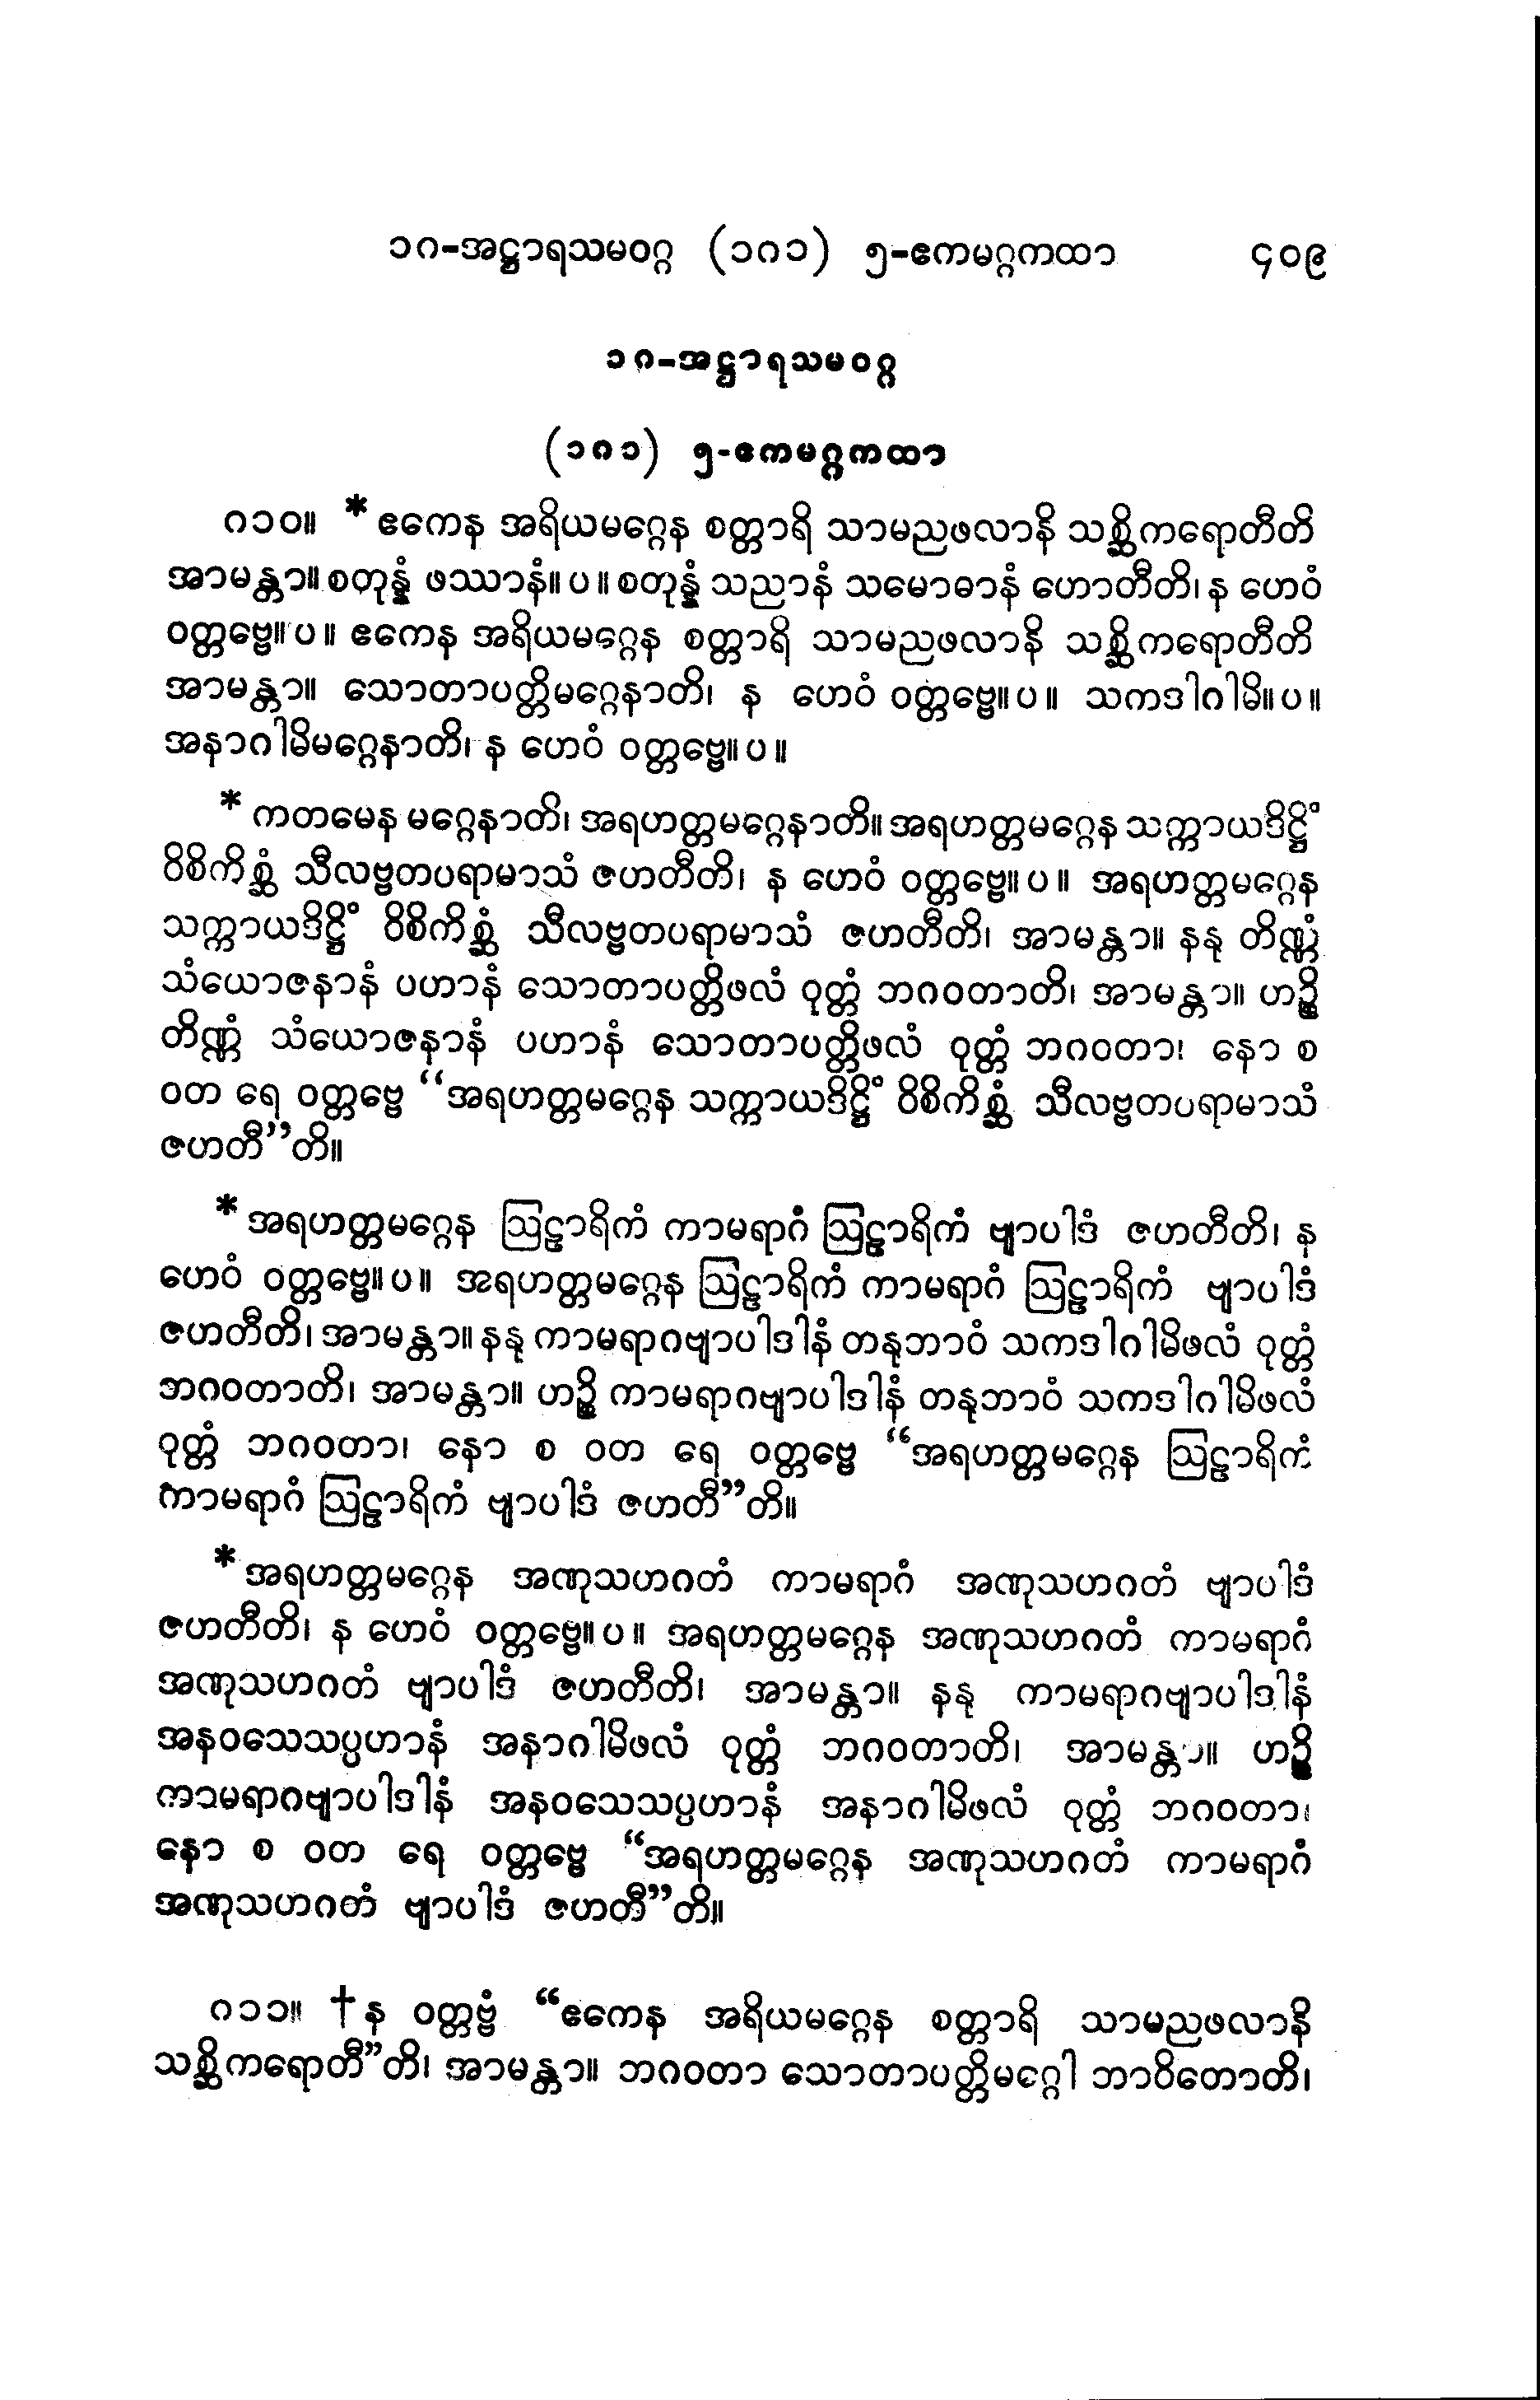 ၁၈-အဋ္ဌာရသမဝဂ္ဂ (၁၈၁) ၅-ဧကမဂ္ဂကထာ ၄၀၉
၁၈-အဋ္ဌာရသမဝဂ္ဂ
(၁၈၁) ၅-ဧကမဂ္ဂကထာ
၈၁၀။ * ဧကေန အရိယမဂ္ဂေန စတ္တာရိ သာမညဖလာနိ သစ္ဆိကရောတီတိ
အာမန္တာ။ စတုန္နံ ဖဿာနံ။ ပ ။ စတုန္နံ သညာနံ သမောဓာနံ ဟောတီတိ၊ န ဟေဝံ
ဝတ္တဗ္ဗေ။ ပ ။ ဧကေန အရိယမဂ္ဂေန စတ္တာရိ သာမညဖလာနိ သစ္ဆိကရောတီတိ
အာမန္တာ။ သောတာပတ္တိမဂ္ဂေနာတိ၊ န ဟေဝံ ဝတ္တဗ္ဗေ။ ပ ။ သကဒါဂါမိ။ ပ ။
အနာဂါမိမဂ္ဂေနာတိ၊ န ဟေဝံ ဝတ္တဗ္ဗေ။ ပ ။
* ကတမေန မဂ္ဂေနာတိ၊ အရဟတ္တမဂ္ဂေနာတိ။ အရဟတ္တမဂ္ဂေန သက္ကာယဒိဋ္ဌိံ
ဝိစိကိစ္ဆံ သီလဗ္ဗတပရာမာသံ ဇဟတီတိ၊ န ဟေဝံ ဝတ္တဗ္ဗေ။ ပ ။ အရဟတ္တမဂ္ဂေန
သက္ကာယဒိဋ္ဌိံ ဝိစိကိစ္ဆံ သီလဗ္ဗတပရာမာသံ ဇဟတီတိ၊ အာမန္တာ။ နနု တိဏ္ဏံ
သံယောဇနာနံ ပဟာနံ သောတာပတ္တိဖလံ ဝုတ္တံ ဘဂဝတာတိ၊ အာမန္တာ။ ဟဉ္စိ
တိဏ္ဏံ သံယောဇနာနံ ပဟာနံ သောတာပတ္တိဖလံ ဝုတ္တံ ဘဂဝတာ၊ နော စ
ဝတ ရေ ဝတ္တဗ္ဗေ “အရဟတ္တမဂ္ဂေန သက္ကာယဒိဋ္ဌိံ ဝိစိကိစ္ဆံ သီလဗ္ဗတပရာမာသံ
ဇဟတီ”တိ။
* အရဟတ္တမဂ္ဂေန ဩဠာရိကံ ကာမရာဂံ ဩဠာရိကံ ဗျာပါဒံ ဇဟတီတိ၊ န
ဟေဝံ ဝတ္တဗ္ဗေ။ ပ ။ အရဟတ္တမဂ္ဂေန ဩဠာရိကံ ကာမရာဂံ ဩဠာရိကံ ဗျာပါဒံ
ဇဟတီတိ၊ အာမန္တာ။ နနု ကာမရာဂဗျာပါဒါနံ တနုဘာဝံ သကဒါဂါမိဖလံ ဝုတ္တံ
ဘဂဝတာတိ၊ အာမန္တာ။ ဟဉ္စိ ကာမရာဂဗျာပါဒါနံ တနုဘာဝံ သကဒါဂါမိဖလံ
ဝုတ္တံ ဘဂဝတာ၊ နော စ ဝတ ရေ ဝတ္တဗ္ဗေ “အရဟတ္တမဂ္ဂေန ဩဠာရိကံ
ကာမရာဂံ ဩဠာရိကံ ဗျာပါဒံ ဇဟတီ”တိ။
* အရဟတ္တမဂ္ဂေန အဏုသဟဂတံ ကာမရာဂံ အဏုသဟဂတံ ဗျာပါဒံ
ဇဟတီတိ၊ န ဟေဝံ ဝတ္တဗ္ဗေ။ ပ ။ အရဟတ္တမဂ္ဂေန အဏုသဟဂတံ ကာမရာဂံ
အဏုသဟဂတံ ဗျာပါဒံ ဇဟတီတိ၊ အာမန္တာ။ နနု ကာမရာဂဗျာပါဒါနံ
အနဝသေသပ္ပဟာနံ အနာဂါမိဖလံ ဝုတ္တံ ဘဂဝတာတိ၊ အာမန္တာ။ ဟဉ္စိ
ကာမရာဂဗျာပါဒါနံ အနဝသေသပ္ပဟာနံ အနာဂါမိဖလံ ဝုတ္တံ ဘဂဝတာ၊
နော စ ဝတ ရေ ဝတ္တဗ္ဗေ “အရဟတ္တမဂ္ဂေန အဏုသဟဂတံ ကာမရာဂံ
အဏုသဟဂတံ ဗျာပါဒံ ဇဟတီ”တိ။
၈၁၁။ † န ဝတ္တဗ္ဗံ “ဧကေန အရိယမဂ္ဂေန စတ္တာရိ သာမညဖလာနိ
သစ္ဆိကရောတီ”တိ၊ အာမန္တာ။ ဘဂဝတာ သောတာပတ္တိမဂ္ဂေါ ဘာဝိတောတိ၊